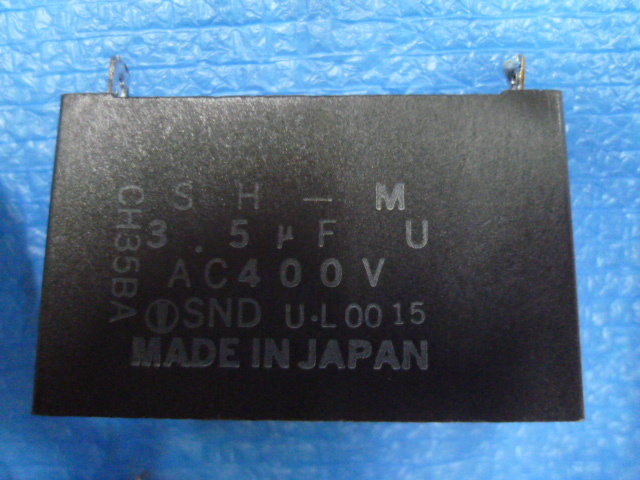 SH-M
3.5μF U
AC400V
SND U·L0015
MADE IN JAPAN
CH35BA